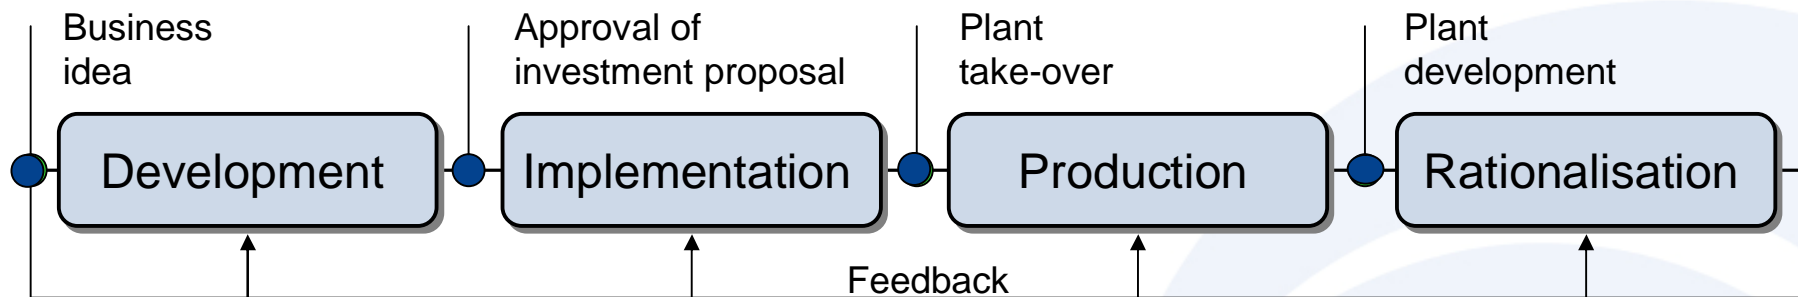 Business
idea
Approval of
investment proposal
Plant
take-over
Plant
development
Development
Implementation
Production
Rationalisation
Feedback